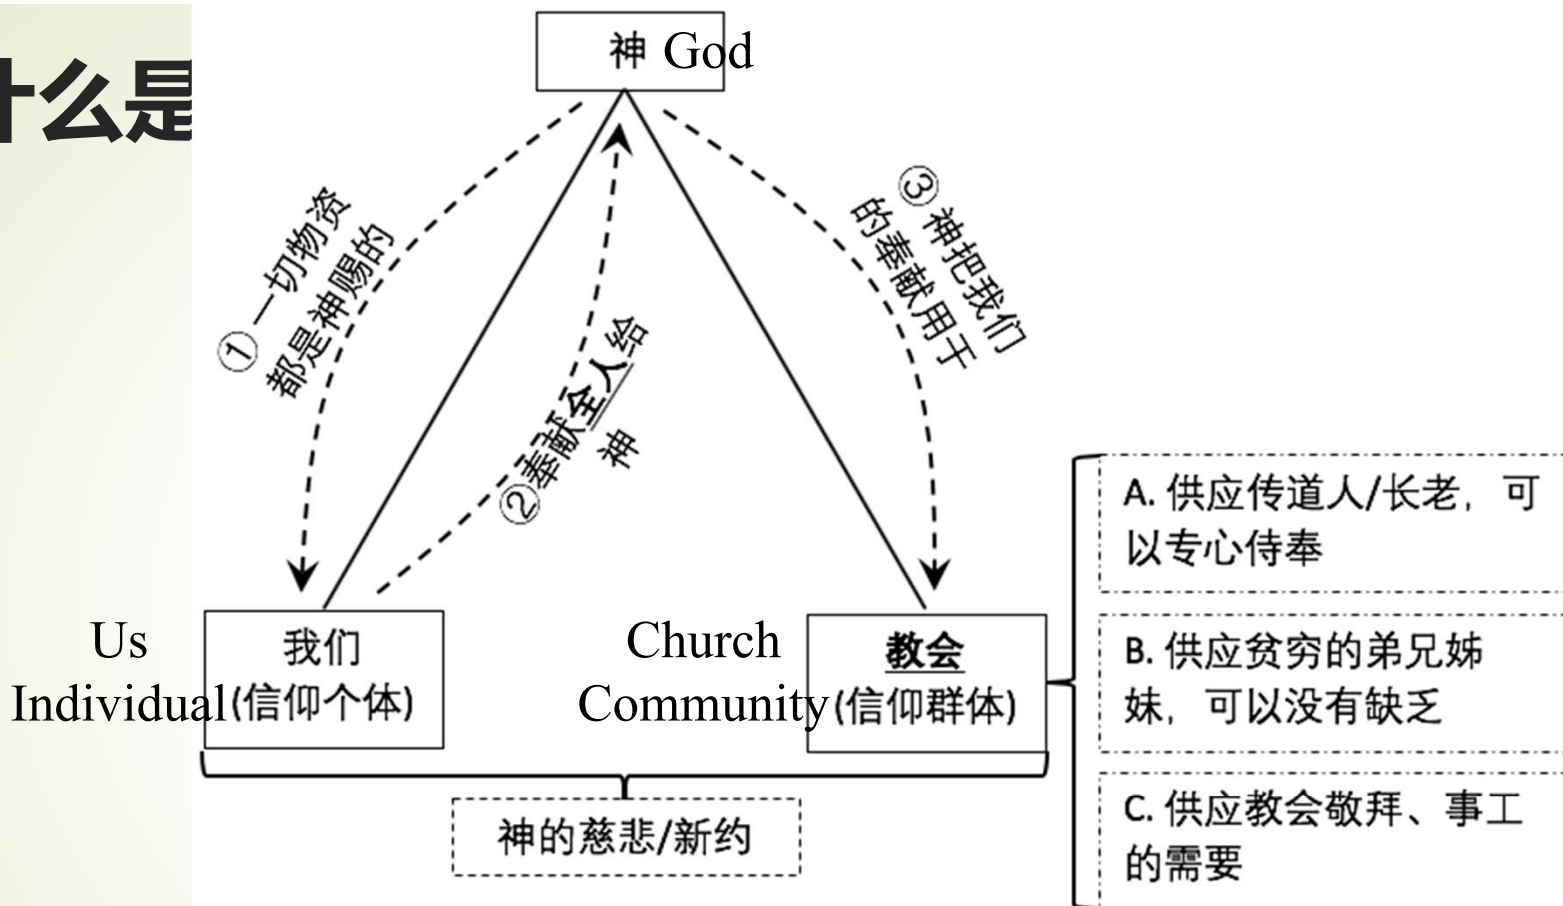 么是
神 God
① 一切物资
都是神赐的
② 奉献全人给
神
③ 神把我们
的奉献用于
Us
Individual
我们
(信仰个体)
Church
Community
教会
(信仰群体)
神的慈悲/新约
A. 供应传道人/长老，可
以专心侍奉
B. 供应贫穷的弟兄姊
妹，可以没有缺乏
C. 供应教会敬拜、事工
的需要